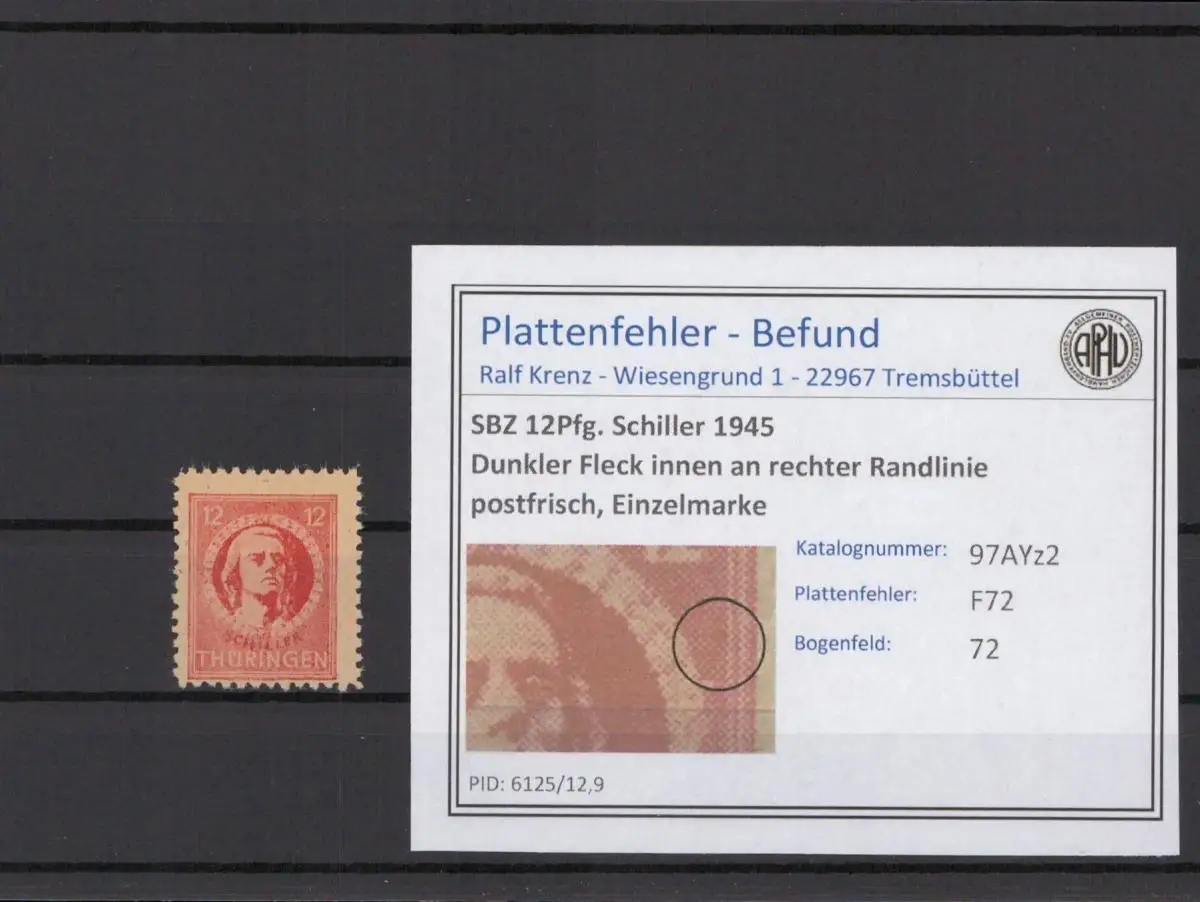 12 12
SCHILLER
THÜRINGEN
Plattenfehler - Befund
Ralf Krenz - Wiesengrund 1 - 22967 Tremsbüttel
APHV
SBZ 12Pfg. Schiller 1945
Dunkler Fleck innen an rechter Randlinie
postfrisch, Einzelmarke
Katalognummer: 97AYz2
Plattenfehler: F72
Bogenfeld: 72
PID: 6125/12,9